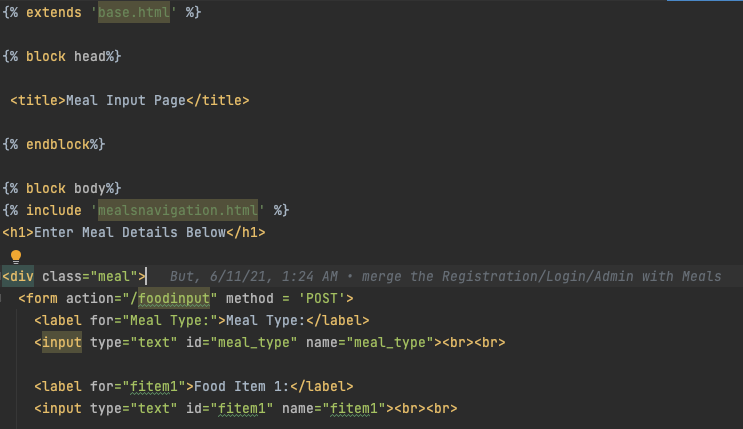 {% extends 'base.html' %}
{% block head%}
<title>Meal Input Page</title>
{% endblock%}
{% block body%}
{% include 'mealsnavigation.html' %}
<h1>Enter Meal Details Below</h1>
<div class="meal"> But, 6/11/21, 1:24 AM • merge the Registration/Login/Admin with Meals
<form action="/foodinput" method = 'POST'>
<label for="Meal Type:">Meal Type:</label>
<input type="text" id="meal_type" name="meal_type"><br><br>
<label for="fitem1">Food Item 1:</label>
<input type="text" id="fitem1" name="fitem1"><br><br>